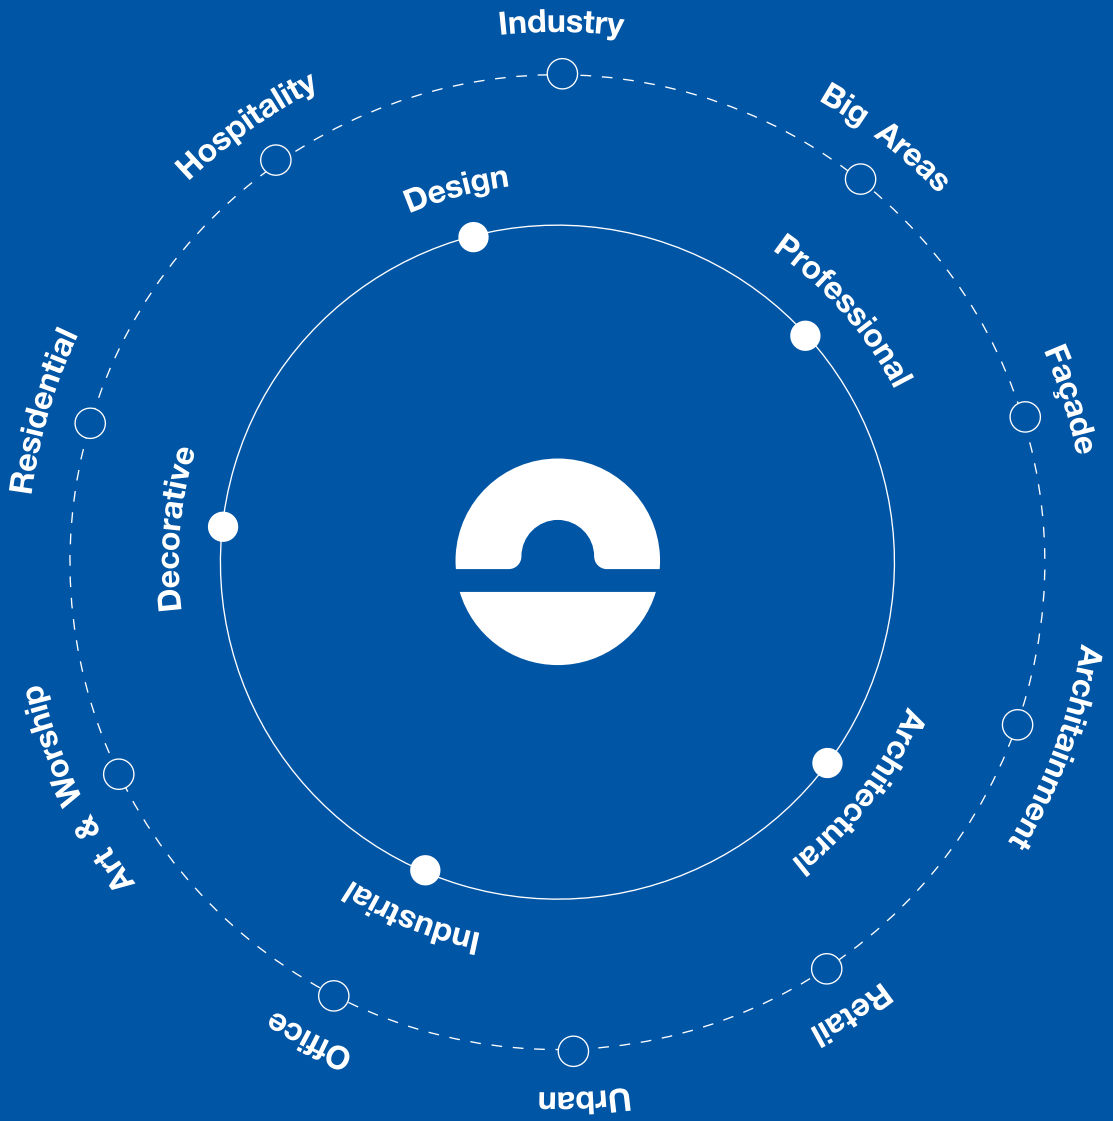 Industry
Big Areas
Façade
Architainment
Retail
Urban
Office
Art & Worship
Residential
Hospitality
Design
Professional
Architectural
Industrial
Decorative